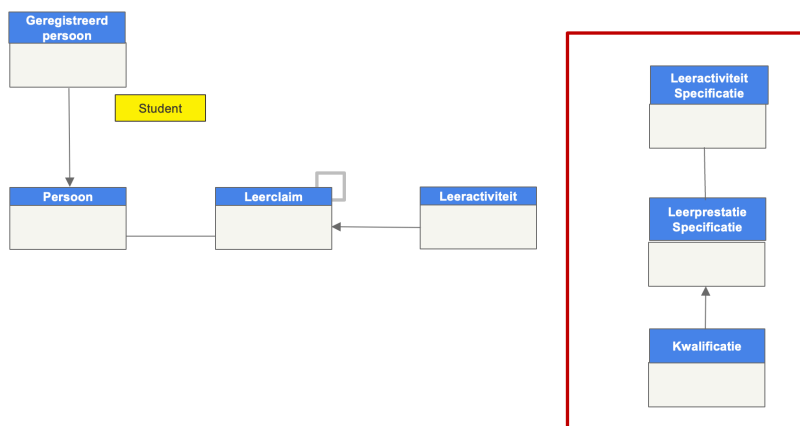 Geregistreerd
persoon
Student
Persoon
Leerclaim
Leeractiviteit
Leeractiviteit
Specificatie
Leerprestatie
Specificatie
Kwalificatie